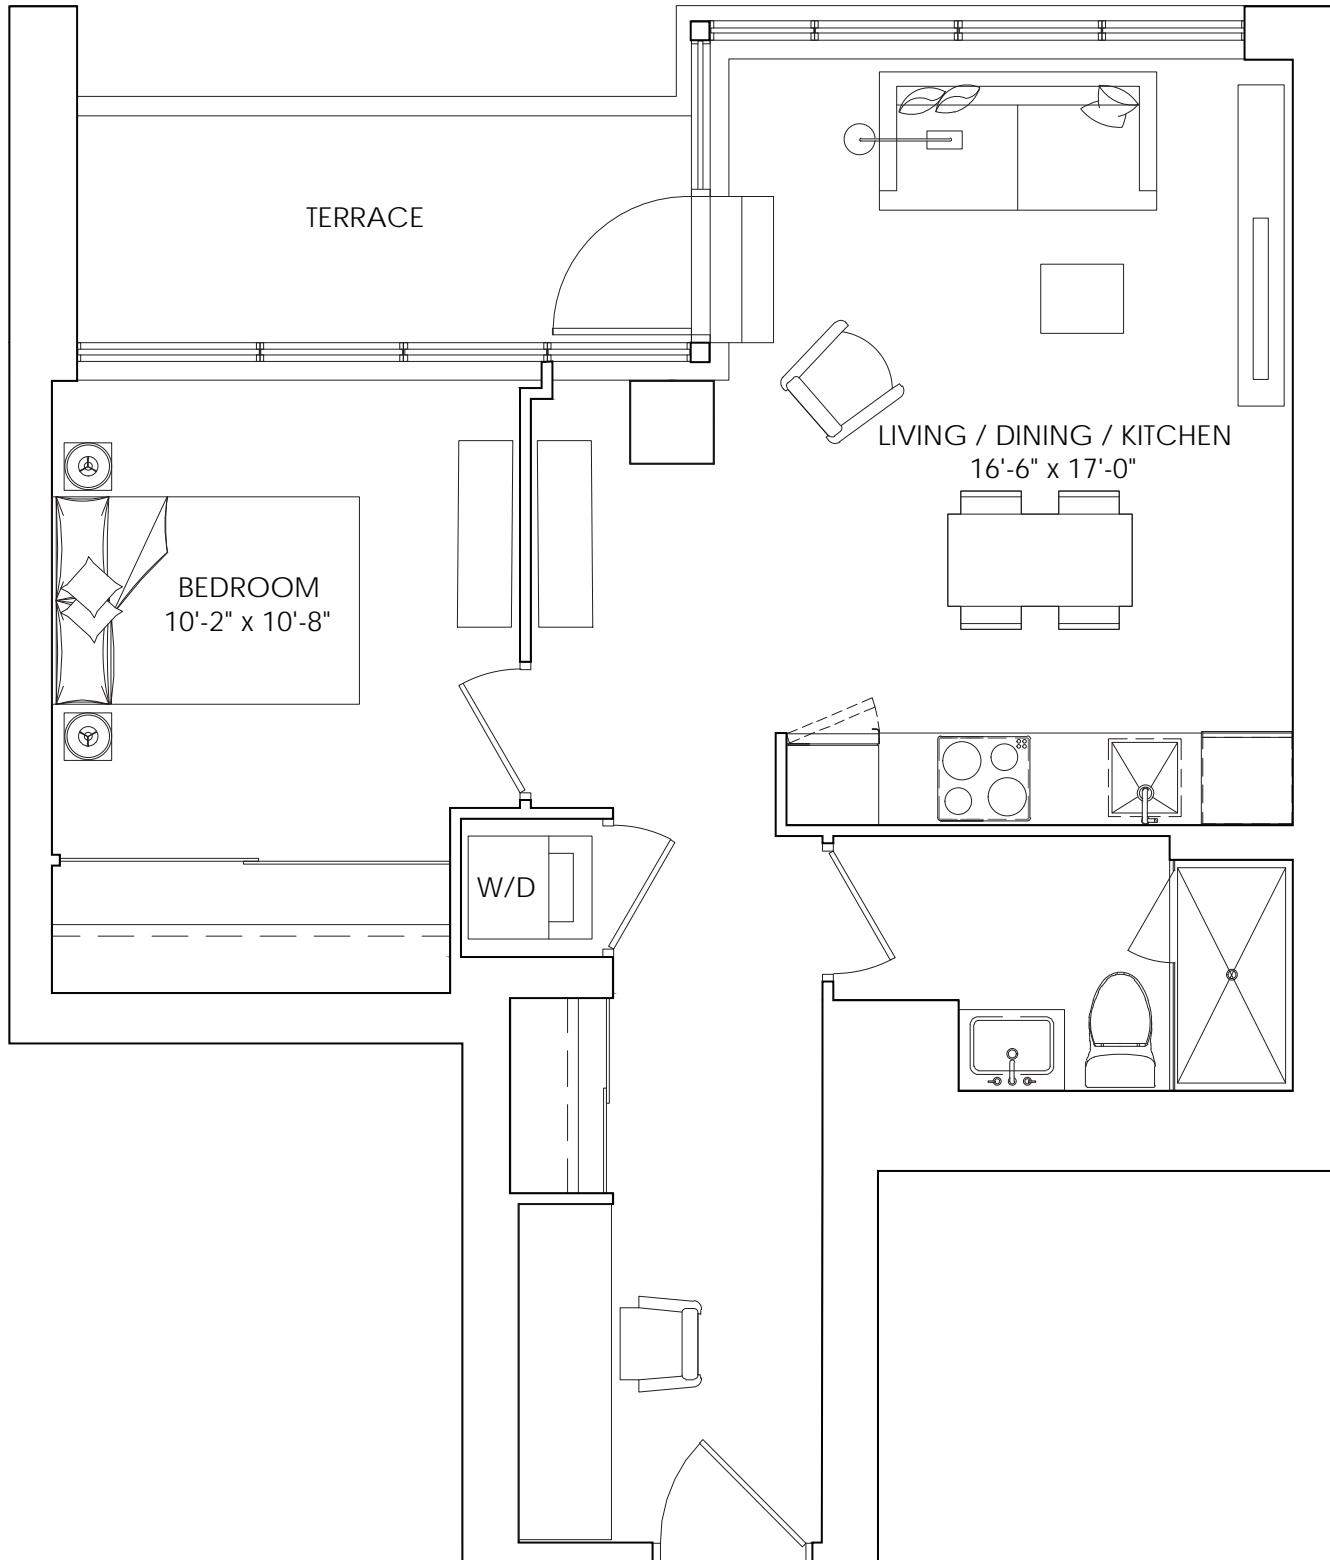 TERRACE
LIVING / DINING / KITCHEN
16'-6" x 17'-0"
BEDROOM
10'-2" x 10'-8"
W/D